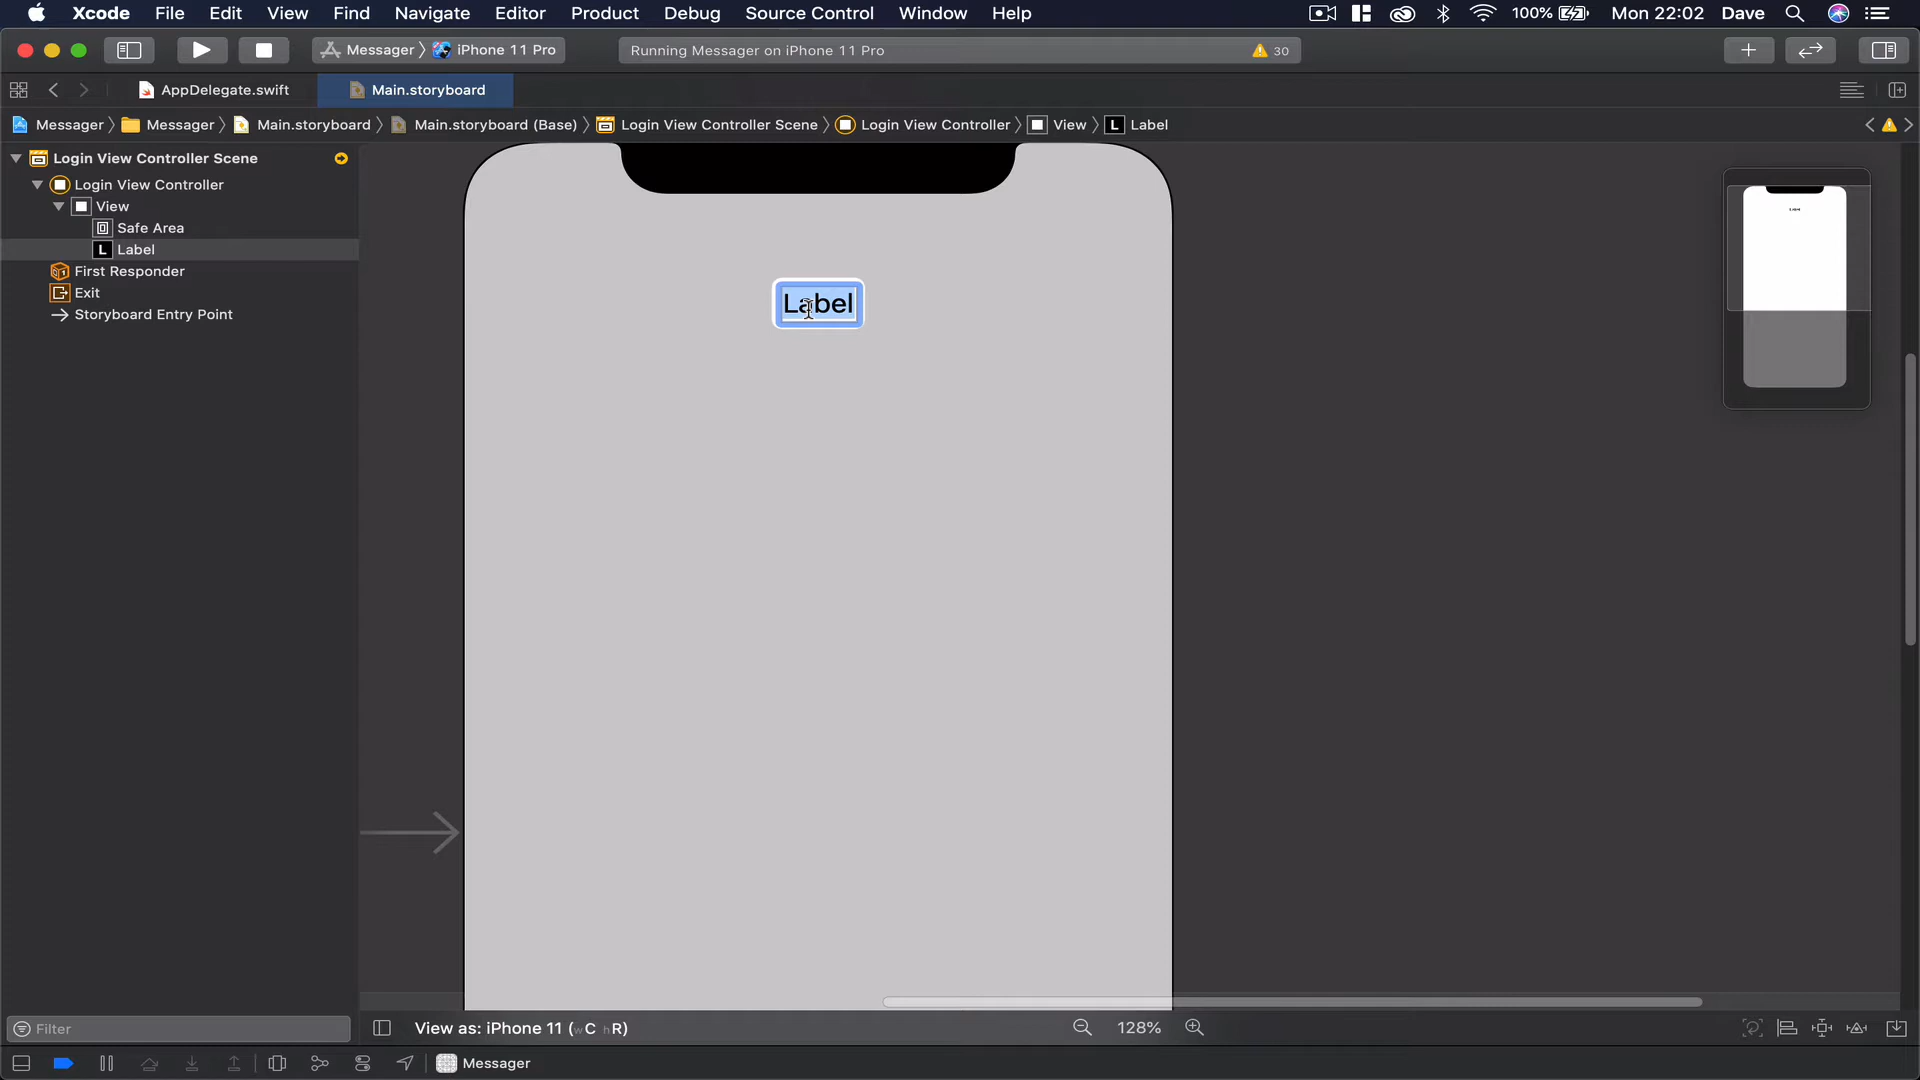 Xcode File Edit View Find Navigate Editor Product Debug Source Control Window Help 100% Mon 22:02 Dave
Messager iPhone 11 Pro Running Messager on iPhone 11 Pro 30
AppDelegate.swift Main.storyboard
Messager Messager Main.storyboard Main.storyboard (Base) Login View Controller Scene Login View Controller View L Label
Login View Controller Scene
Login View Controller
View
Safe Area
L Label
First Responder
Exit
Storyboard Entry Point
Label
Filter View as: iPhone 11 (wC hR) 128%
Messager